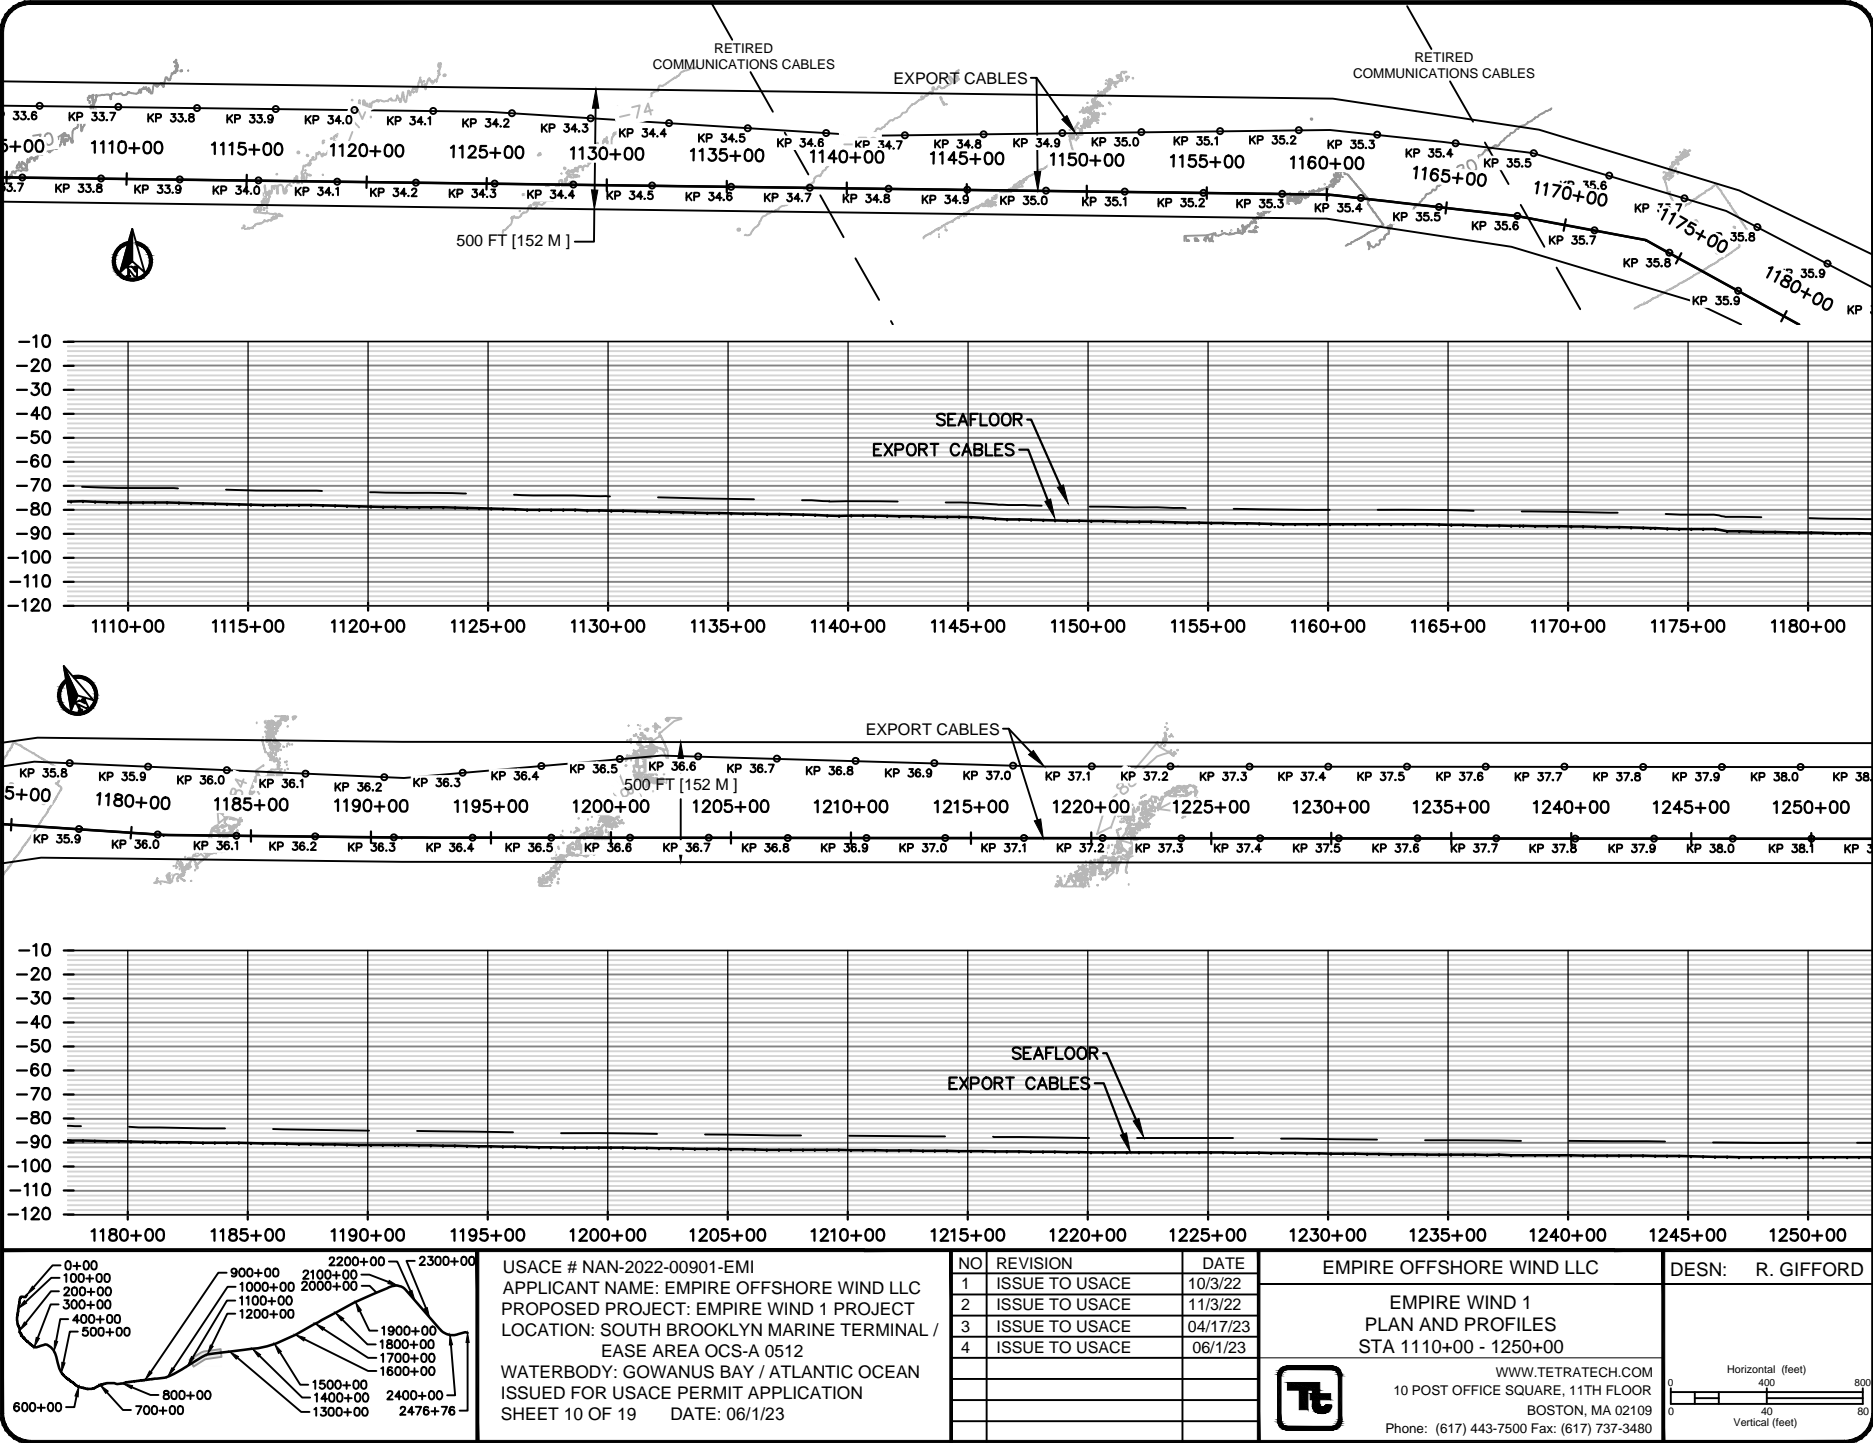 RETIRED
COMMUNICATIONS CABLES
RETIRED
COMMUNICATIONS CABLES
EXPORT CABLES
-74
33.6 KP 33.7 KP 33.8 KP 33.9 KP 34.0 KP 34.1 KP 34.2 KP 34.3 KP 34.4 KP 34.5 KP 34.6 KP 34.7 KP 34.8 KP 34.9 KP 35.0 KP 35.1 KP 35.2 KP 35.3 KP 35.4 KP 35.5 35.6 35.8 35.9 KP
5+00 1110+00 1115+00 1120+00 1125+00 1130+00 1135+00 1140+00 1145+00 1150+00 1155+00 1160+00 1165+00 1170+00 1175+00 1180+00
33.7 KP 33.8 KP 33.9 KP 34.0 KP 34.1 KP 34.2 KP 34.3 KP 34.4 KP 34.5 KP 34.6 KP 34.7 KP 34.8 KP 34.9 KP 35.0 KP 35.1 KP 35.2 KP 35.3 KP 35.4 KP 35.5 KP 35.6 KP 35.7 KP 35.8 KP 35.9
500 FT [152 M ]
N
-10
-20
-30
-40
-50
-60
-70
-80
-90
-100
-110
-120
SEAFLOOR
EXPORT CABLES
1110+00 1115+00 1120+00 1125+00 1130+00 1135+00 1140+00 1145+00 1150+00 1155+00 1160+00 1165+00 1170+00 1175+00 1180+00
N
EXPORT CABLES
KP 35.8 KP 35.9 KP 36.0 KP 36.1 KP 36.2 KP 36.3 KP 36.4 KP 36.5 KP 36.6 KP 36.7 KP 36.8 KP 36.9 KP 37.0 KP 37.1 KP 37.2 KP 37.3 KP 37.4 KP 37.5 KP 37.6 KP 37.7 KP 37.8 KP 37.9 KP 38.0 KP 38.
500 FT [152 M ]
5+00 1180+00 1185+00 1190+00 1195+00 1200+00 1205+00 1210+00 1215+00 1220+00 1225+00 1230+00 1235+00 1240+00 1245+00 1250+00
KP 35.9 KP 36.0 KP 36.1 KP 36.2 KP 36.3 KP 36.4 KP 36.5 KP 36.6 KP 36.7 KP 36.8 KP 36.9 KP 37.0 KP 37.1 KP 37.2 KP 37.3 KP 37.4 KP 37.5 KP 37.6 KP 37.7 KP 37.8 KP 37.9 KP 38.0 KP 38.1 KP 3
-10
-20
-30
-40
-50
-60
-70
-80
-90
-100
-110
-120
SEAFLOOR
EXPORT CABLES
1180+00 1185+00 1190+00 1195+00 1200+00 1205+00 1210+00 1215+00 1220+00 1225+00 1230+00 1235+00 1240+00 1245+00 1250+00
0+00
100+00
200+00
300+00
400+00
500+00
600+00
700+00
800+00
900+00
1000+00
1100+00
1200+00
1300+00
1400+00
1500+00
1600+00
1700+00
1800+00
1900+00
2000+00
2100+00
2200+00
2300+00
2400+00
2476+76
USACE # NAN-2022-00901-EMI
APPLICANT NAME: EMPIRE OFFSHORE WIND LLC
PROPOSED PROJECT: EMPIRE WIND 1 PROJECT
LOCATION: SOUTH BROOKLYN MARINE TERMINAL /
EASE AREA OCS-A 0512
WATERBODY: GOWANUS BAY / ATLANTIC OCEAN
ISSUED FOR USACE PERMIT APPLICATION
SHEET 10 OF 19 DATE: 06/1/23
NO REVISION DATE
1 ISSUE TO USACE 10/3/22
2 ISSUE TO USACE 11/3/22
3 ISSUE TO USACE 04/17/23
4 ISSUE TO USACE 06/1/23
EMPIRE OFFSHORE WIND LLC
EMPIRE WIND 1
PLAN AND PROFILES
STA 1110+00 - 1250+00
Tt
WWW.TETRATECH.COM
10 POST OFFICE SQUARE, 11TH FLOOR
BOSTON, MA 02109
Phone: (617) 443-7500 Fax: (617) 737-3480
DESN: R. GIFFORD
Horizontal (feet)
0 400 800
0 40 80
Vertical (feet)